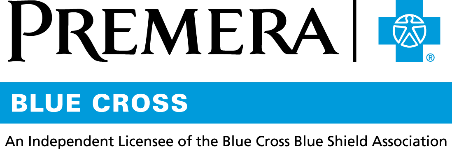 PREMERA
®
BLUE CROSS
An Independent Licensee of the Blue Cross Blue Shield Association